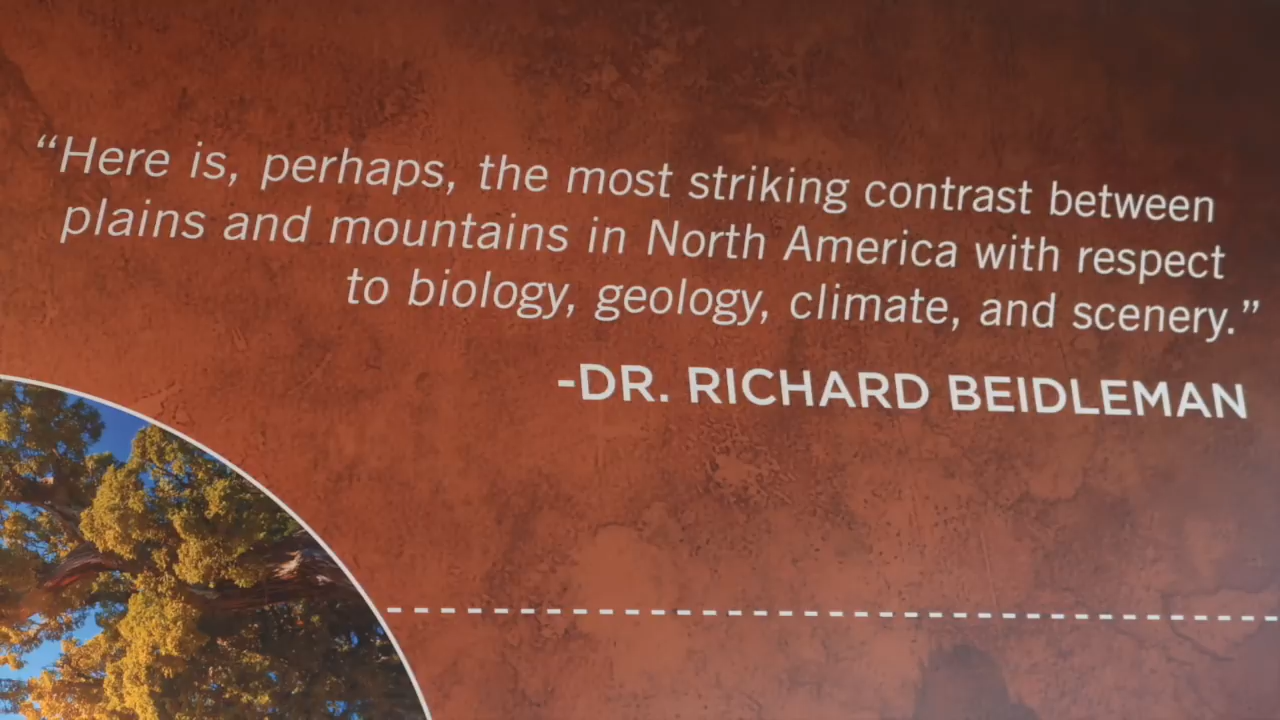 “Here is, perhaps, the most striking contrast between
plains and mountains in North America with respect
to biology, geology, climate, and scenery.”
-DR. RICHARD BEIDLEMAN